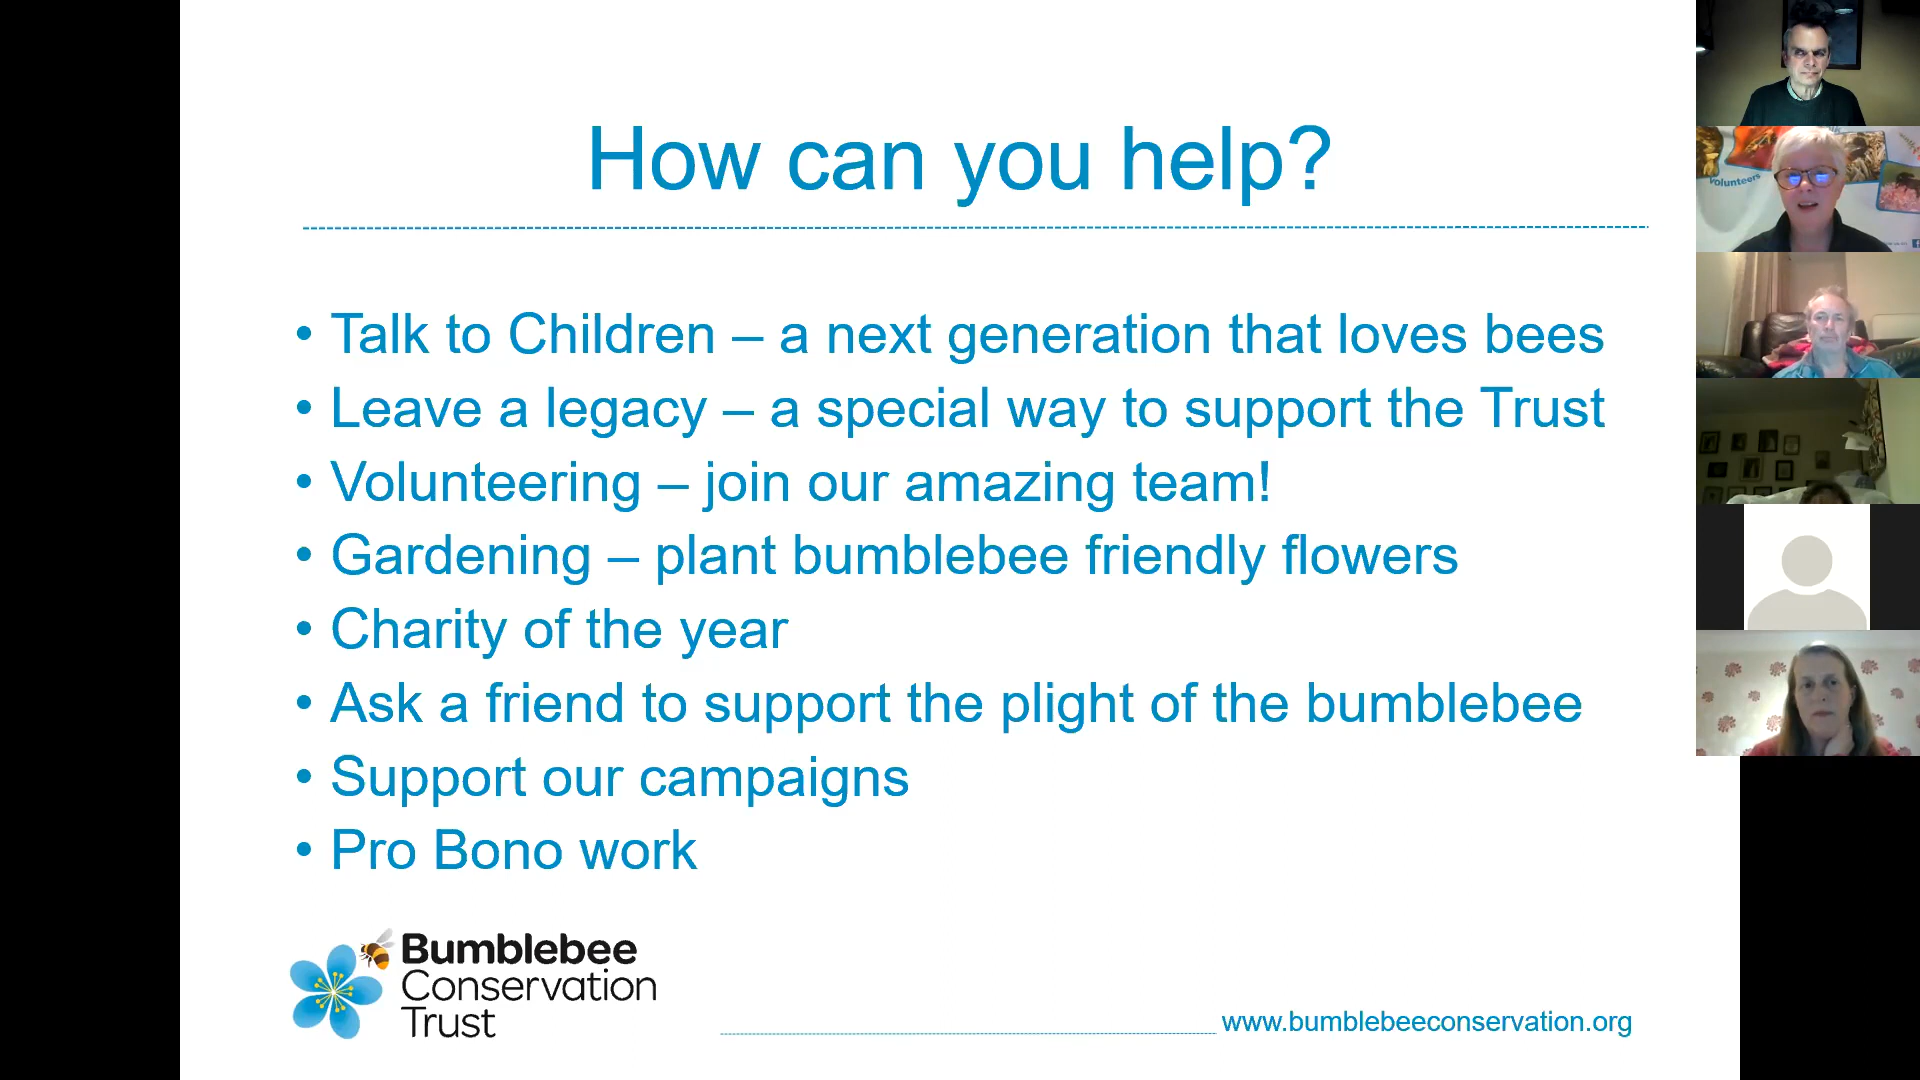 How can you help?
• Talk to Children – a next generation that loves bees
• Leave a legacy – a special way to support the Trust
• Volunteering – join our amazing team!
• Gardening – plant bumblebee friendly flowers
• Charity of the year
• Ask a friend to support the plight of the bumblebee
• Support our campaigns
• Pro Bono work
Bumblebee
Conservation
Trust
www.bumblebeeconservation.org
volunteers